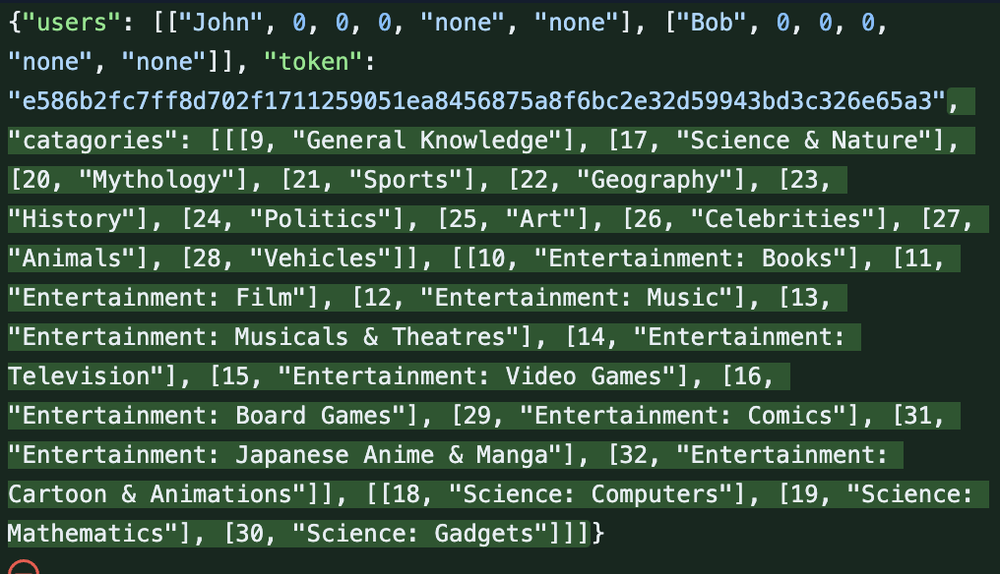 {"users": [["John", 0, 0, 0, "none", "none"], ["Bob", 0, 0, 0,
"none", "none"]], "token":
"e586b2fc7ff8d702f1711259051ea8456875a8f6bc2e32d59943bd3c326e65a3",
"catagories": [[[9, "General Knowledge"], [17, "Science & Nature"],
[20, "Mythology"], [21, "Sports"], [22, "Geography"], [23,
"History"], [24, "Politics"], [25, "Art"], [26, "Celebrities"], [27,
"Animals"], [28, "Vehicles"]], [[10, "Entertainment: Books"], [11,
"Entertainment: Film"], [12, "Entertainment: Music"], [13,
"Entertainment: Musicals & Theatres"], [14, "Entertainment:
Television"], [15, "Entertainment: Video Games"], [16,
"Entertainment: Board Games"], [29, "Entertainment: Comics"], [31,
"Entertainment: Japanese Anime & Manga"], [32, "Entertainment:
Cartoon & Animations"]], [[18, "Science: Computers"], [19, "Science:
Mathematics"], [30, "Science: Gadgets"]]]}